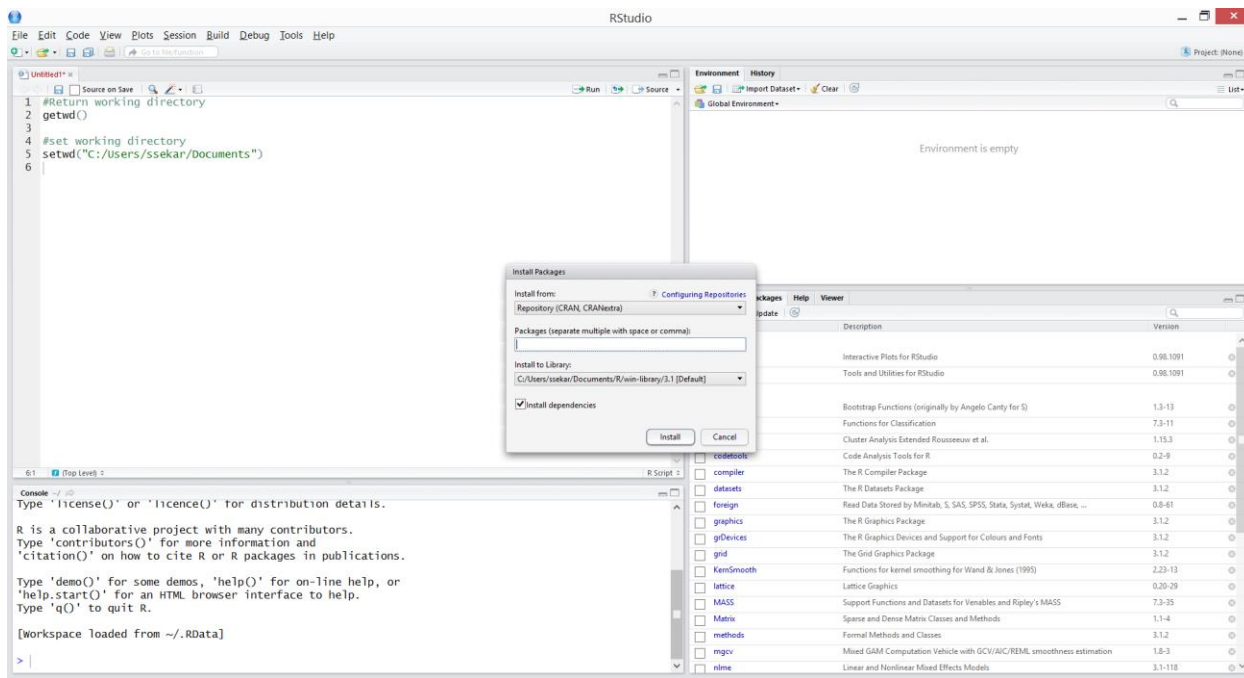 RStudio
File Edit Code View Plots Session Build Debug Tools Help
Go to file/function
Project: (None)
Untitled1* ×
Source on Save
Run
Source
1 #Return working directory
2 getwd()
3
4 #set working directory
5 setwd("C:/Users/ssekar/Documents")
6
6:1 (Top Level)
R Script
Console ~/
Type 'license()' or 'licence()' for distribution details.
R is a collaborative project with many contributors.
Type 'contributors()' for more information and
'citation()' on how to cite R or R packages in publications.
Type 'demo()' for some demos, 'help()' for on-line help, or
'help.start()' for an HTML browser interface to help.
Type 'q()' to quit R.
[Workspace loaded from ~/.RData]
>
Environment History
Import Dataset Clear
List
Global Environment
Environment is empty
Install Packages
Install from:
? Configuring Repositories
Repository (CRAN, CRANextra)
Packages (separate multiple with space or comma):
Install to Library:
C:/Users/ssekar/Documents/R/win-library/3.1 [Default]
Install dependencies
Install Cancel
ackages Help Viewer
Update
Description Version
Interactive Plots for RStudio 0.98.1091
Tools and Utilities for RStudio 0.98.1091
Bootstrap Functions (originally by Angelo Canty for S) 1.3-13
Functions for Classification 7.3-11
Cluster Analysis Extended Rousseeuw et al. 1.15.3
codetools Code Analysis Tools for R 0.2-9
compiler The R Compiler Package 3.1.2
datasets The R Datasets Package 3.1.2
foreign Read Data Stored by Minitab, S, SAS, SPSS, Stata, Systat, Weka, dBase, ... 0.8-61
graphics The R Graphics Package 3.1.2
grDevices The R Graphics Devices and Support for Colours and Fonts 3.1.2
grid The Grid Graphics Package 3.1.2
KernSmooth Functions for kernel smoothing for Wand & Jones (1995) 2.23-13
lattice Lattice Graphics 0.20-29
MASS Support Functions and Datasets for Venables and Ripley's MASS 7.3-35
Matrix Sparse and Dense Matrix Classes and Methods 1.1-4
methods Formal Methods and Classes 3.1.2
mgcv Mixed GAM Computation Vehicle with GCV/AIC/REML smoothness estimation 1.8-3
nlme Linear and Nonlinear Mixed Effects Models 3.1-118